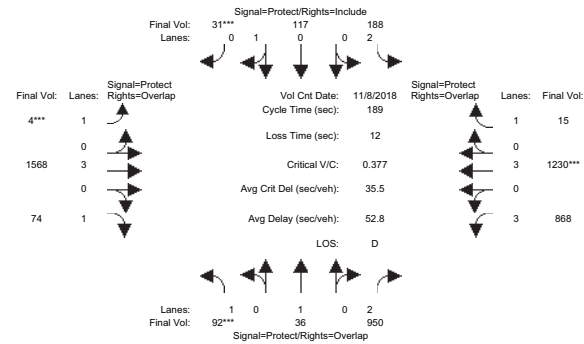 Signal=Protect/Rights=Include
Final Vol: 31*** 117 188
Lanes: 0 1 0 0 2
Signal=Protect Signal=Protect
Final Vol: Lanes: Rights=Overlap Vol Cnt Date: 11/8/2018 Rights=Overlap Lanes: Final Vol:
Cycle Time (sec): 189
4*** 1 1 15
Loss Time (sec): 12
0 0
1568 3 Critical V/C: 0.377 3 1230***
0 Avg Crit Del (sec/veh): 35.5 0
74 1 Avg Delay (sec/veh): 52.8 3 868
LOS: D
Lanes: 1 0 1 0 2
Final Vol: 92*** 36 950
Signal=Protect/Rights=Overlap